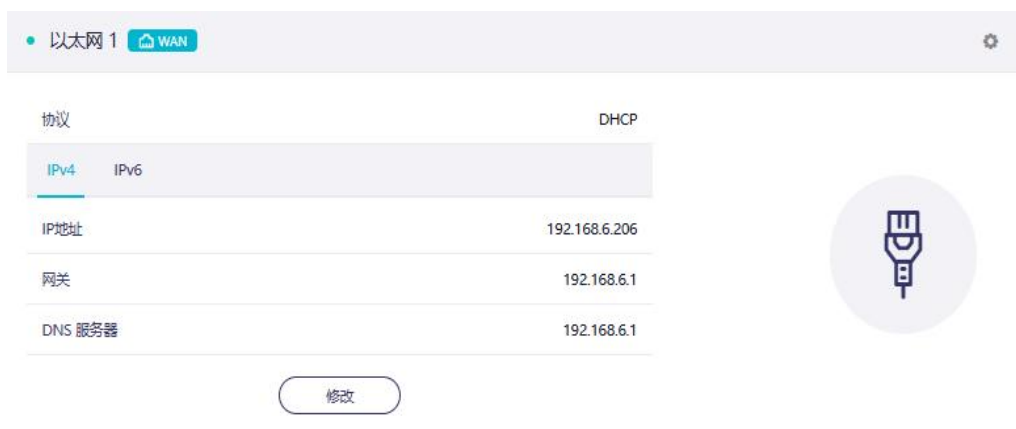 以太网 1 WAN
协议 DHCP
IPv4 IPv6
IP地址 192.168.6.206
网关 192.168.6.1
DNS 服务器 192.168.6.1
修改